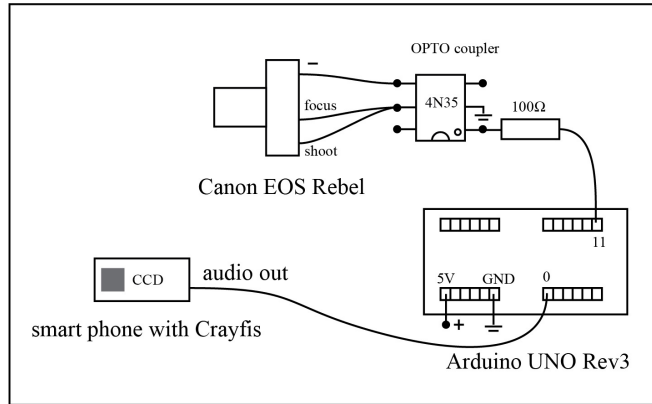 OPTO coupler
–
focus
4N35
100Ω
shoot
Canon EOS Rebel
11
audio out
5V GND 0
CCD
+
smart phone with Crayfis
Arduino UNO Rev3